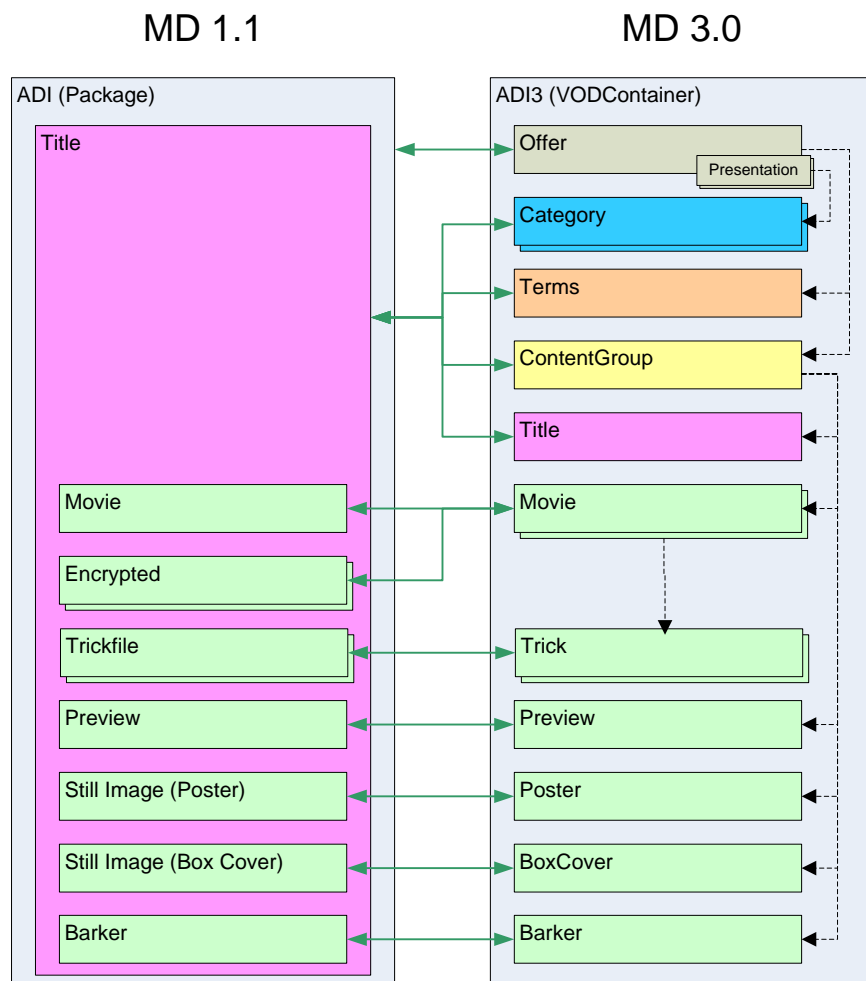 MD 1.1
MD 3.0
ADI (Package)
Title
Movie
Encrypted
Trickfile
Preview
Still Image (Poster)
Still Image (Box Cover)
Barker
ADI3 (VODContainer)
Offer
Presentation
Category
Terms
ContentGroup
Title
Movie
Trick
Preview
Poster
BoxCover
Barker